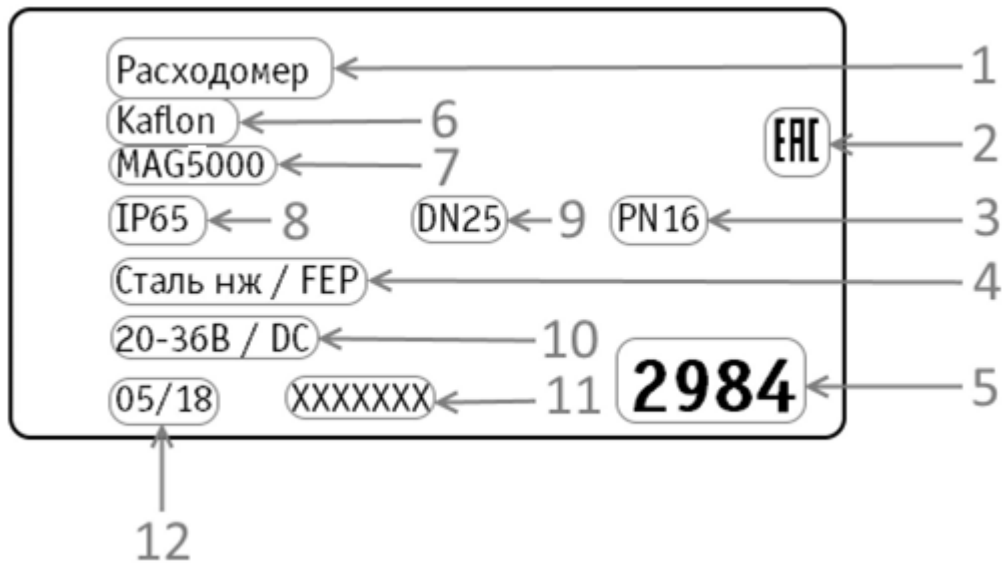 Расходомер 1
Kaflon 6 EAC 2
MAG5000 7
IP65 8 DN25 9 PN16 3
Сталь нж / FEP 4
20-36В / DC 10
05/18 XXXXXXX 11 2984 5
12